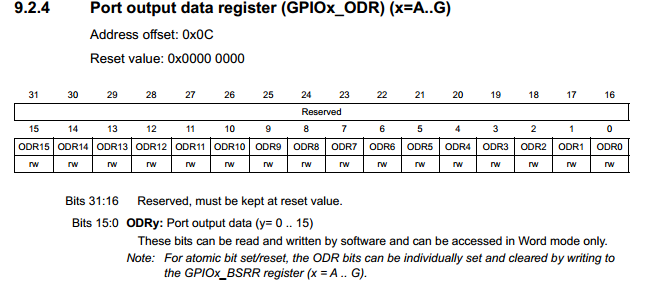 9.2.4 Port output data register (GPIOx_ODR) (x=A..G)
Address offset: 0x0C
Reset value: 0x0000 0000
31 30 29 28 27 26 25 24 23 22 21 20 19 18 17 16
Reserved
15 14 13 12 11 10 9 8 7 6 5 4 3 2 1 0
ODR15 ODR14 ODR13 ODR12 ODR11 ODR10 ODR9 ODR8 ODR7 ODR6 ODR5 ODR4 ODR3 ODR2 ODR1 ODR0
rw rw rw rw rw rw rw rw rw rw rw rw rw rw rw rw
Bits 31:16 Reserved, must be kept at reset value.
Bits 15:0 ODRy: Port output data (y= 0 .. 15)
These bits can be read and written by software and can be accessed in Word mode only.
Note: For atomic bit set/reset, the ODR bits can be individually set and cleared by writing to
the GPIOx_BSRR register (x = A .. G).